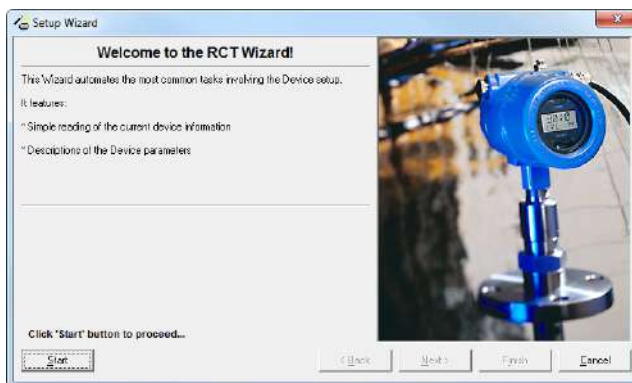 Setup Wizard
Welcome to the RCT Wizard!
This Wizard automates the most common tasks involving the Device setup.
It features:
* Simple reading of the current device information
* Descriptions of the Device parameters
Click "Start" button to proceed...
Start
< Back
Next >
Finish
Cancel